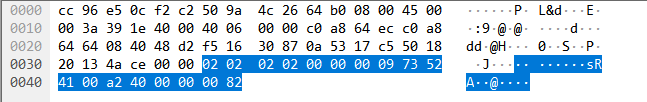 0000 cc 96 e5 0c f2 c2 50 9a 4c 26 64 b0 08 00 45 00 ······P· L&d···E·
0010 00 3a 39 1e 40 00 40 06 00 00 c0 a8 64 ec c0 a8 ·:9·@·@· ····d···
0020 64 64 08 40 48 d2 f5 16 30 87 0a 53 17 c5 50 18 dd·@H··· 0··S··P·
0030 20 13 4a ce 00 00 02 02 02 02 00 00 00 09 73 52 ·J····· ······sR
0040 41 00 a2 40 00 00 00 82 A··@····